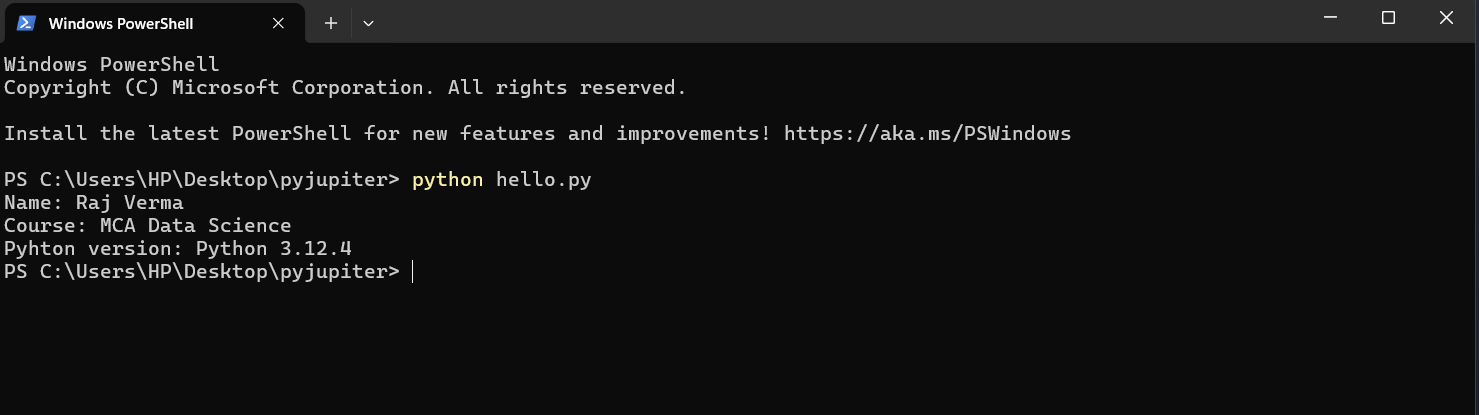 Windows PowerShell
Windows PowerShell
Copyright (C) Microsoft Corporation. All rights reserved.
Install the latest PowerShell for new features and improvements! https://aka.ms/PSWindows
PS C:\Users\HP\Desktop\pyjupiter> python hello.py
Name: Raj Verma
Course: MCA Data Science
Pyhton version: Python 3.12.4
PS C:\Users\HP\Desktop\pyjupiter>